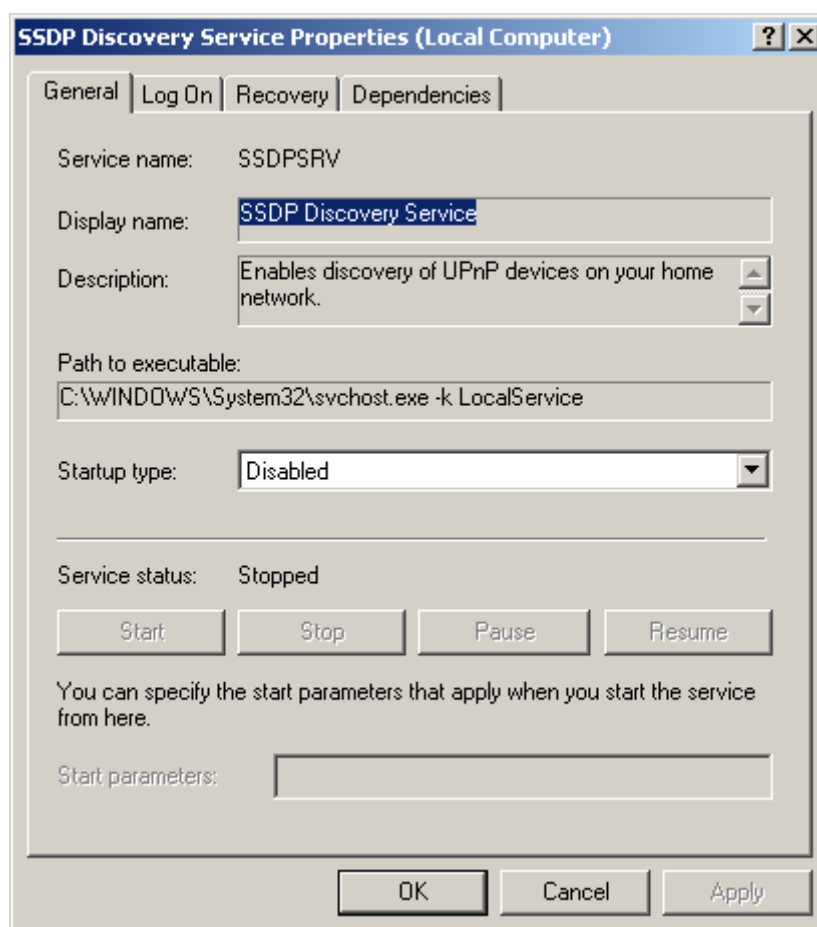 SSDP Discovery Service Properties (Local Computer)
General Log On Recovery Dependencies
Service name: SSDPSRV
Display name: SSDP Discovery Service
Description: Enables discovery of UPnP devices on your home
network.
Path to executable:
C:\WINDOWS\System32\svchost.exe -k LocalService
Startup type: Disabled
Service status: Stopped
Start Stop Pause Resume
You can specify the start parameters that apply when you start the service
from here.
Start parameters:
OK Cancel Apply